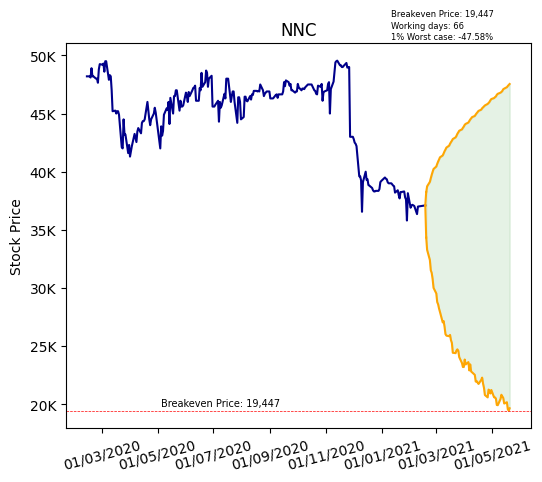 Breakeven Price: 19,447
Working days: 66
1% Worst case: -47.58%
NNC
50K
45K
40K
35K
30K
25K
20K
Stock Price
Breakeven Price: 19,447
01/03/2020
01/05/2020
01/07/2020
01/09/2020
01/11/2020
01/01/2021
01/03/2021
01/05/2021